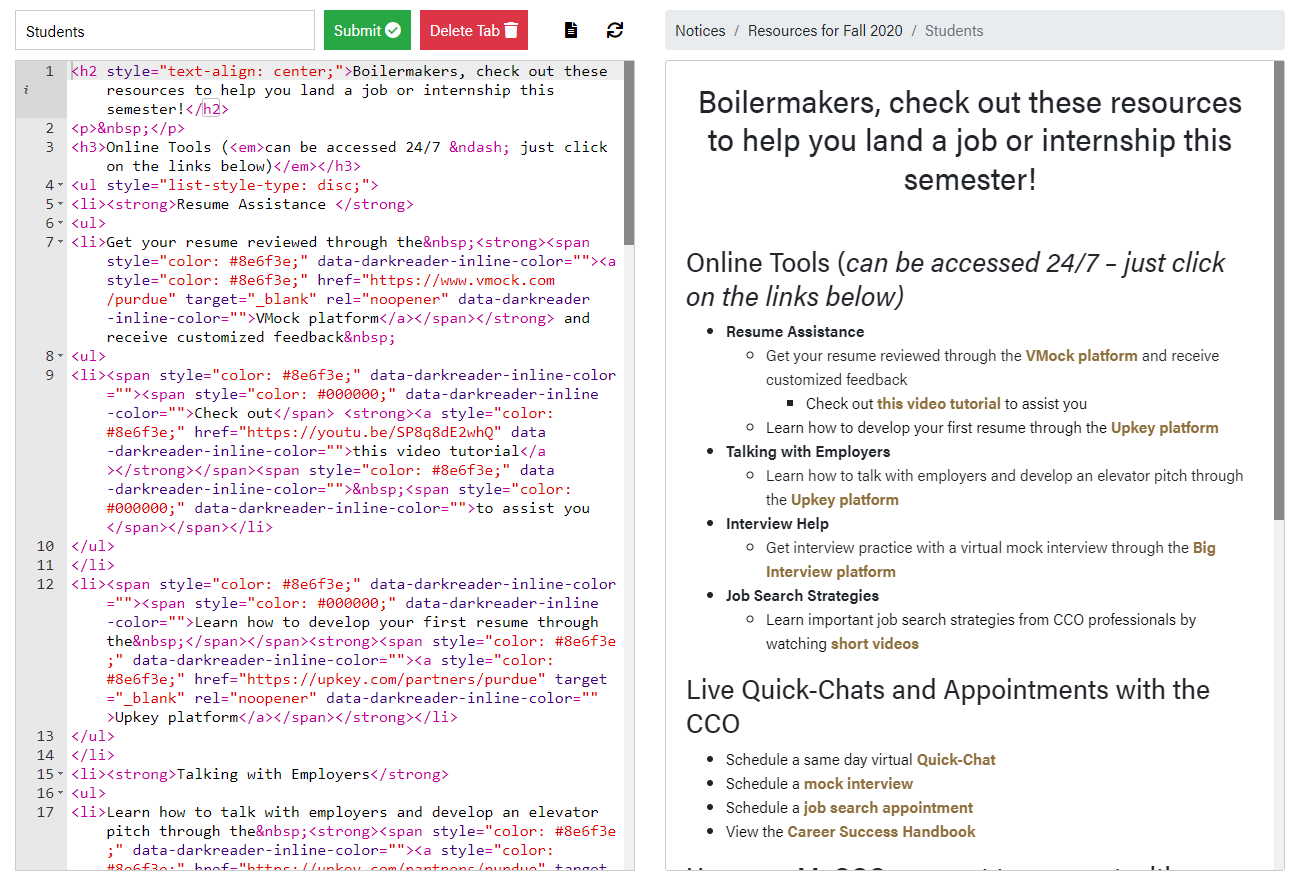 Students
Submit
Delete Tab
Notices / Resources for Fall 2020 / Students
1 <h2 style="text-align: center;">Boilermakers, check out these
resources to help you land a job or internship this
i
semester!</h2>
2 <p>&nbsp;</p>
3 <h3>Online Tools (<em>can be accessed 24/7 &ndash; just click
on the links below)</em></h3>
4 <ul style="list-style-type: disc;">
5 <li><strong>Resume Assistance </strong>
6 <ul>
7 <li>Get your resume reviewed through the&nbsp;<strong><span
style="color: #8e6f3e;" data-darkreader-inline-color=""><a
style="color: #8e6f3e;" href="https://www.vmock.com
/purdue" target="_blank" rel="noopener" data-darkreader
-inline-color="">VMock platform</a></span></strong> and
receive customized feedback&nbsp;
8 <ul>
9 <li><span style="color: #8e6f3e;" data-darkreader-inline-color
=""><span style="color: #000000;" data-darkreader-inline
-color="">Check out</span> <strong><a style="color:
#8e6f3e;" href="https://youtu.be/SP8q8dE2whQ" data
-darkreader-inline-color="">this video tutorial</a
></strong></span><span style="color: #8e6f3e;" data
-darkreader-inline-color="">&nbsp;<span style="color:
#000000;" data-darkreader-inline-color="">to assist you
</span></span></li>
10 </ul>
11 </li>
12 <li><span style="color: #8e6f3e;" data-darkreader-inline-color
=""><span style="color: #000000;" data-darkreader-inline
-color="">Learn how to develop your first resume through
the&nbsp;</span></span><strong><span style="color: #8e6f3e
;" data-darkreader-inline-color=""><a style="color:
#8e6f3e;" href="https://upkey.com/partners/purdue" target
="_blank" rel="noopener" data-darkreader-inline-color=""
>Upkey platform</a></span></strong></li>
13 </ul>
14 </li>
15 <li><strong>Talking with Employers</strong>
16 <ul>
17 <li>Learn how to talk with employers and develop an elevator
pitch through the&nbsp;<strong><span style="color: #8e6f3e
;" data-darkreader-inline-color=""><a style="color:
#8e6f3e;" href="https://upkey.com/partners/purdue" target
Boilermakers, check out these resources
to help you land a job or internship this
semester!
Online Tools (can be accessed 24/7 – just click
on the links below)
Resume Assistance
Get your resume reviewed through the VMock platform and receive
customized feedback
Check out this video tutorial to assist you
Learn how to develop your first resume through the Upkey platform
Talking with Employers
Learn how to talk with employers and develop an elevator pitch through
the Upkey platform
Interview Help
Get interview practice with a virtual mock interview through the Big
Interview platform
Job Search Strategies
Learn important job search strategies from CCO professionals by
watching short videos
Live Quick-Chats and Appointments with the
CCO
Schedule a same day virtual Quick-Chat
Schedule a mock interview
Schedule a job search appointment
View the Career Success Handbook